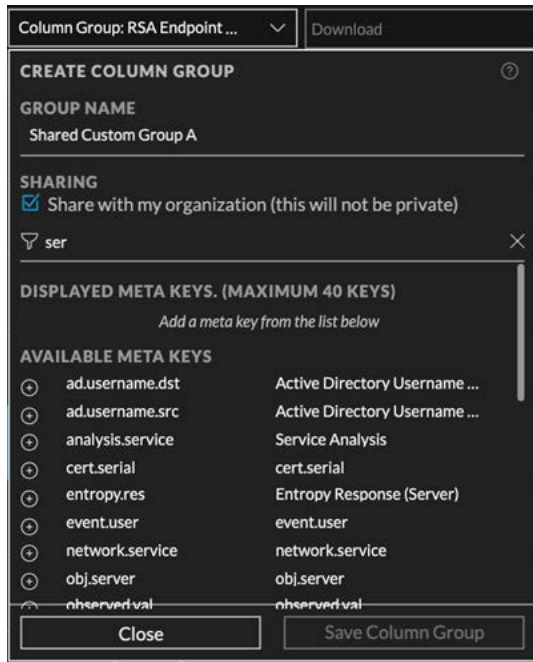 Column Group: RSA Endpoint ...
Download
CREATE COLUMN GROUP
GROUP NAME
Shared Custom Group A
SHARING
Share with my organization (this will not be private)
ser
DISPLAYED META KEYS. (MAXIMUM 40 KEYS)
Add a meta key from the list below
AVAILABLE META KEYS
ad.username.dst Active Directory Username ...
ad.username.src Active Directory Username ...
analysis.service Service Analysis
cert.serial cert.serial
entropy.res Entropy Response (Server)
event.user event.user
network.service network.service
obj.server obj.server
observed.val observed.val
Close Save Column Group